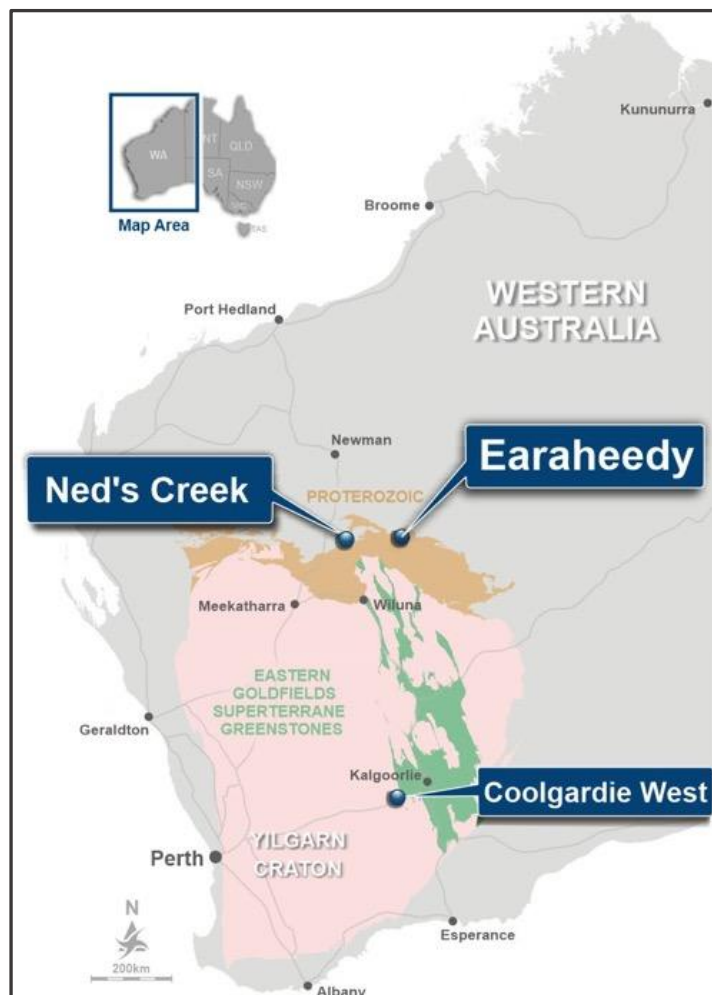 Kununurra
NT
QLD
WA
SA
NSW
VIC
TAS
Map Area
Broome
WESTERN
AUSTRALIA
Port Hedland
Newman
Earaheedy
Ned's Creek
PROTEROZOIC
Meekatharra
Wiluna
EASTERN
GOLDFIELDS
SUPERTERRANE
GREENSTONES
Geraldton
Kalgoorlie
Coolgardie West
Perth
YILGARN
CRATON
N
Esperance
200km
Albany